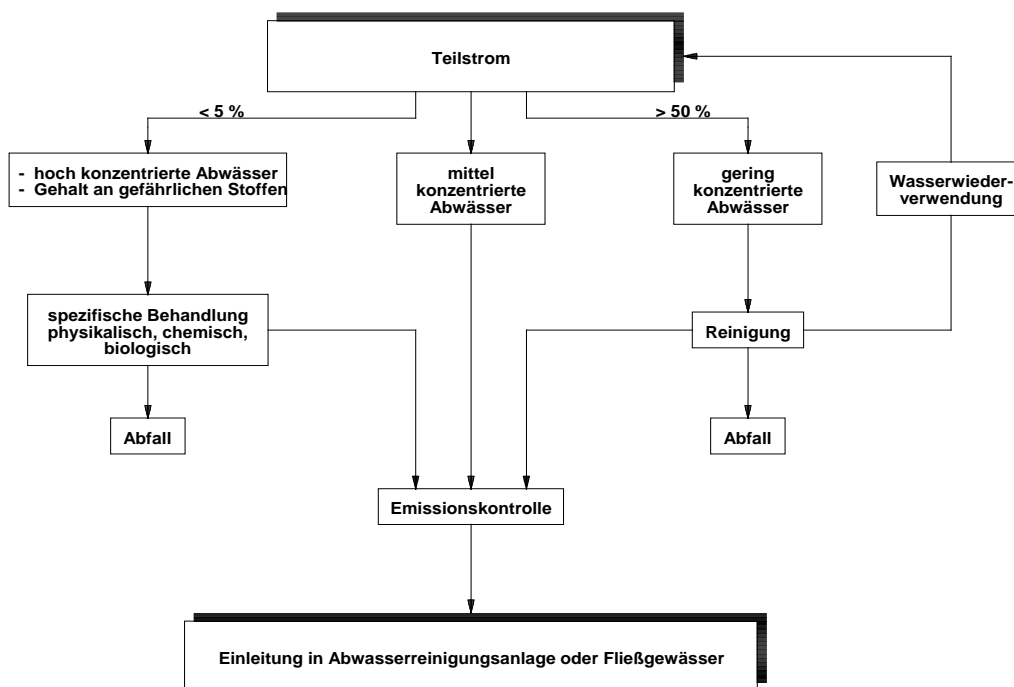 Teilstrom
< 5 %
> 50 %
- hoch konzentrierte Abwässer
- Gehalt an gefährlichen Stoffen
mittel
konzentrierte
Abwässer
gering
konzentrierte
Abwässer
Wasserwieder-
verwendung
spezifische Behandlung
physikalisch, chemisch,
biologisch
Reinigung
Abfall
Abfall
Emissionskontrolle
Einleitung in Abwasserreinigungsanlage oder Fließgewässer